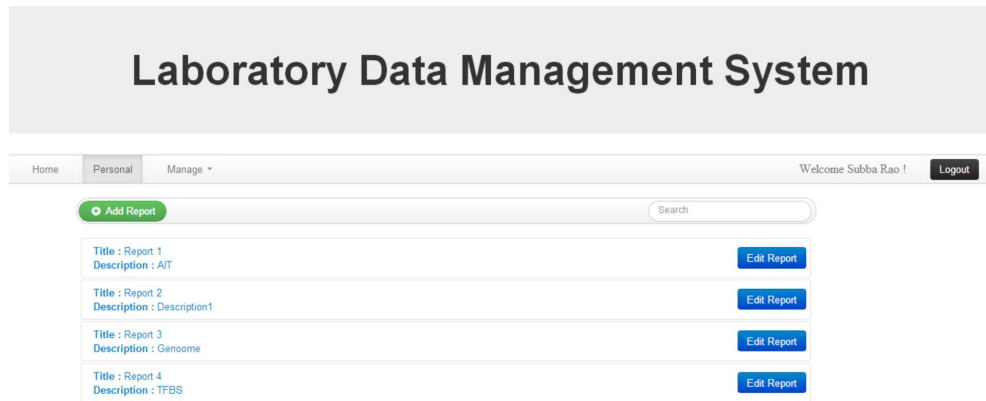 Laboratory Data Management System
Home Personal Manage Welcome Subba Rao ! Logout
Add Report Search
Title : Report 1
Description : AIT
Edit Report
Title : Report 2
Description : Description1
Edit Report
Title : Report 3
Description : Genoome
Edit Report
Title : Report 4
Description : TFBS
Edit Report